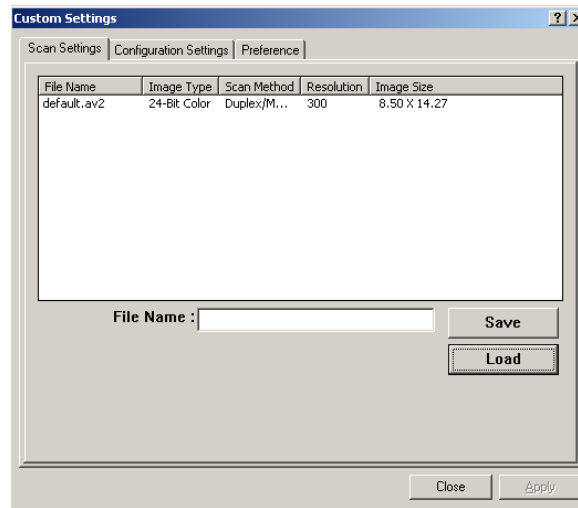 Custom Settings
Scan Settings Configuration Settings Preference
File Name Image Type Scan Method Resolution Image Size
default.av2 24-Bit Color Duplex/M... 300 8.50 X 14.27
File Name :
Save
Load
Close Apply